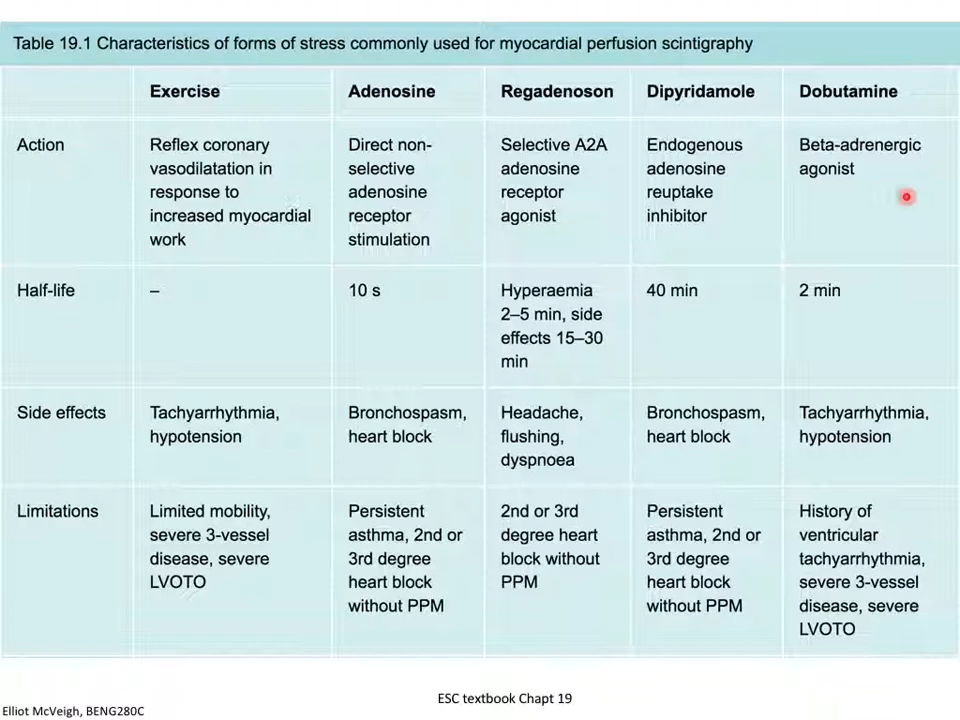 Table 19.1 Characteristics of forms of stress commonly used for myocardial perfusion scintigraphy
Exercise
Adenosine
Regadenoson
Dipyridamole
Dobutamine
Action
Reflex coronary
vasodilatation in
response to
increased myocardial
work
Direct non-
selective
adenosine
receptor
stimulation
Selective A2A
adenosine
receptor
agonist
Endogenous
adenosine
reuptake
inhibitor
Beta-adrenergic
agonist
Half-life
–
10 s
Hyperaemia
2–5 min, side
effects 15–30
min
40 min
2 min
Side effects
Tachyarrhythmia,
hypotension
Bronchospasm,
heart block
Headache,
flushing,
dyspnoea
Bronchospasm,
heart block
Tachyarrhythmia,
hypotension
Limitations
Limited mobility,
severe 3-vessel
disease, severe
LVOTO
Persistent
asthma, 2nd or
3rd degree
heart block
without PPM
2nd or 3rd
degree heart
block without
PPM
Persistent
asthma, 2nd or
3rd degree
heart block
without PPM
History of
ventricular
tachyarrhythmia,
severe 3-vessel
disease, severe
LVOTO
ESC textbook Chapt 19
Elliot McVeigh, BENG280C